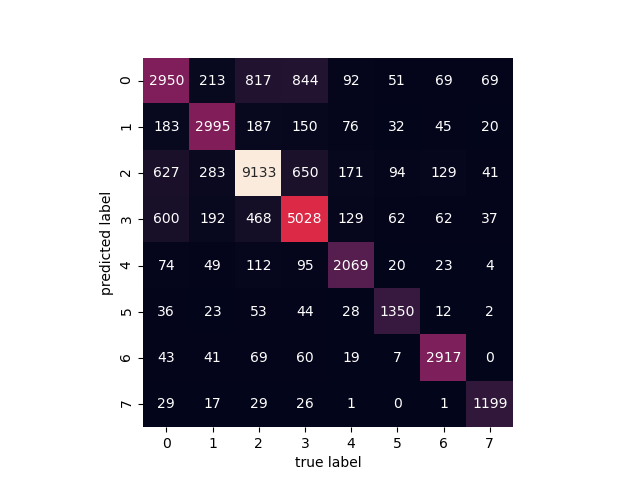 0 2950 213 817 844 92 51 69 69
1 183 2995 187 150 76 32 45 20
2 627 283 9133 650 171 94 129 41
3 600 192 468 5028 129 62 62 37
4 74 49 112 95 2069 20 23 4
5 36 23 53 44 28 1350 12 2
6 43 41 69 60 19 7 2917 0
7 29 17 29 26 1 0 1 1199
predicted label
0 1 2 3 4 5 6 7
true label